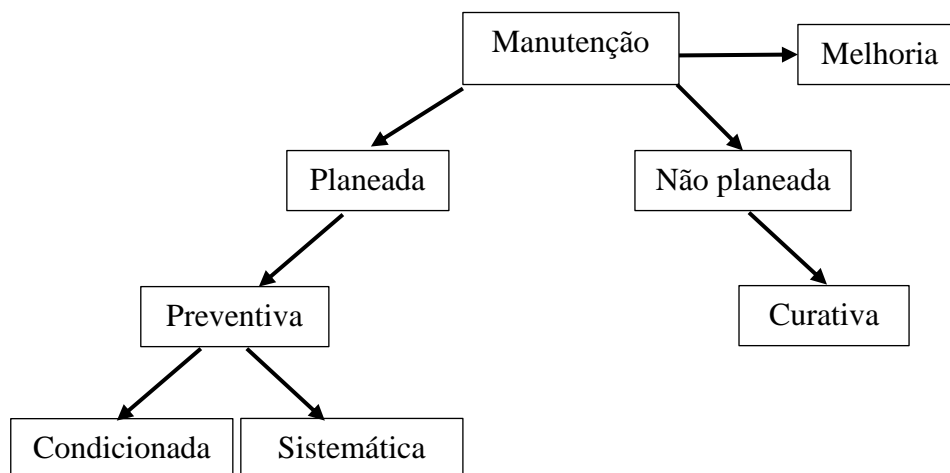 Manutenção
Melhoria
Planeada
Não planeada
Preventiva
Curativa
Condicionada
Sistemática